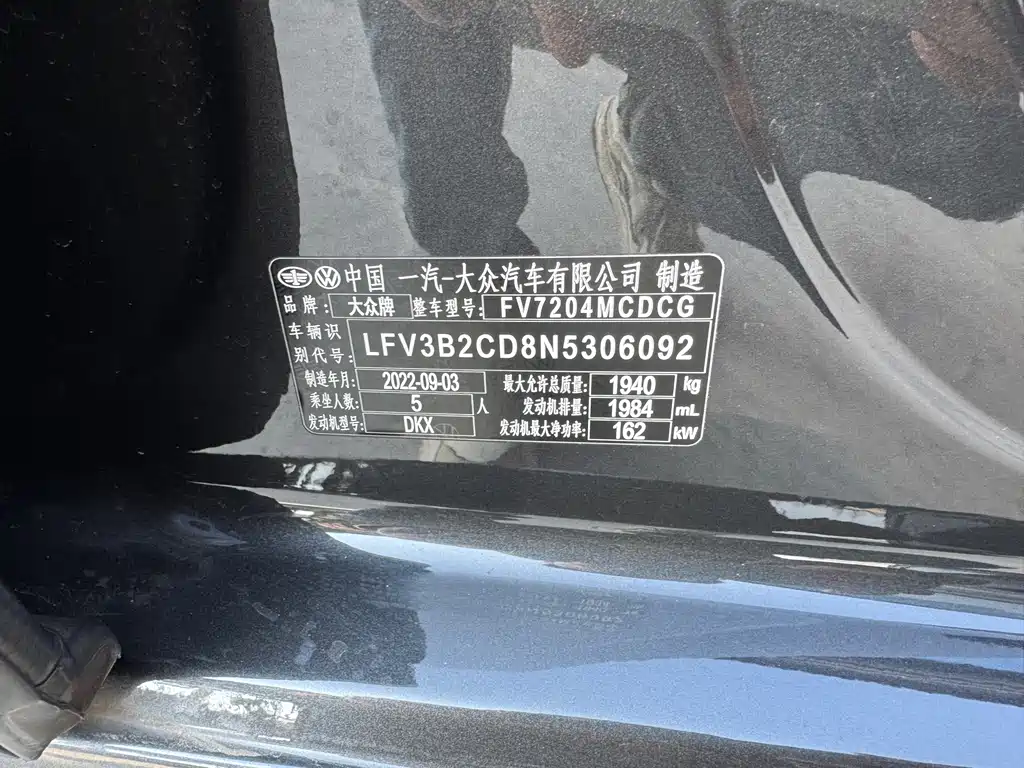 中国 一汽-大众汽车有限公司 制造
品牌: 大众牌 整车型号: FV7204MCDCG
车辆识别代号: LFV3B2CD8N5306092
制造年月: 2022-09-03 最大允许总质量: 1940 kg
乘坐人数: 5 人 发动机排量: 1984 mL
发动机型号: DKX 发动机最大净功率: 162 kW